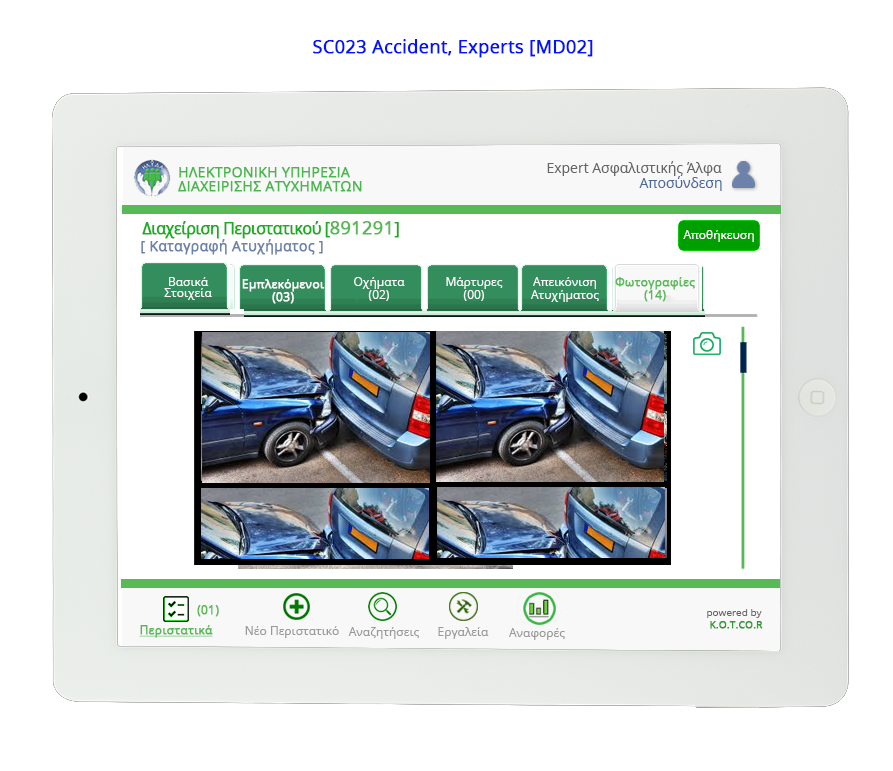 SC023 Accident, Experts [MD02]
ΗΛΕΚΤΡΟΝΙΚΗ ΥΠΗΡΕΣΙΑ
ΔΙΑΧΕΙΡΙΣΗΣ ΑΤΥΧΗΜΑΤΩΝ
Expert Ασφαλιστικής Άλφα
Αποσύνδεση
Διαχείριση Περιστατικού [891291]
[ Καταγραφή Ατυχήματος ]
Αποθήκευση
Βασικά
Στοιχεία
Εμπλεκόμενοι
(03)
Οχήματα
(02)
Μάρτυρες
(00)
Απεικόνιση
Ατυχήματος
Φωτογραφίες
(14)
(01)
Περιστατικά
Νέο Περιστατικό
Αναζητήσεις
Εργαλεία
Αναφορές
powered by
K.O.T.CO.R